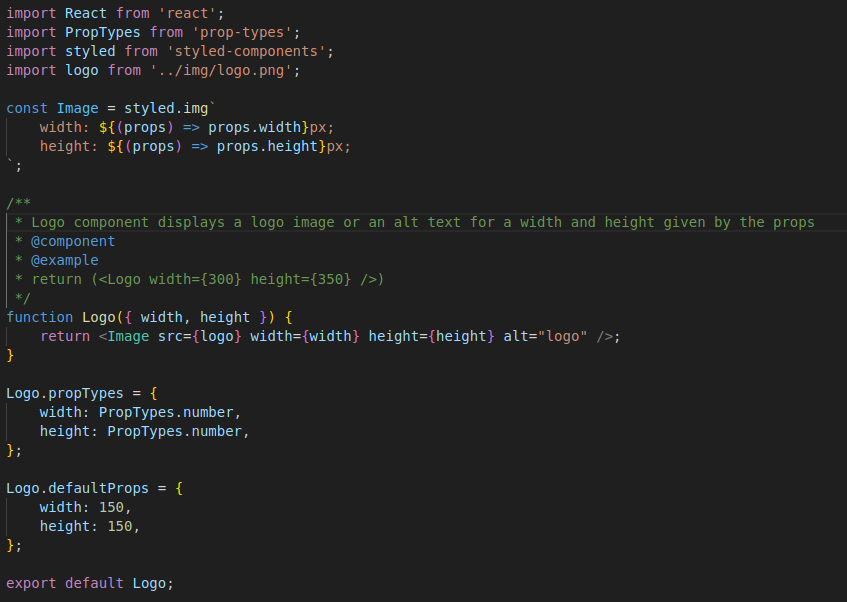 import React from 'react';
import PropTypes from 'prop-types';
import styled from 'styled-components';
import logo from '../img/logo.png';

const Image = styled.img`
    width: ${(props) => props.width}px;
    height: ${(props) => props.height}px;
`;

/**
 * Logo component displays a logo image or an alt text for a width and height given by the props
 * @component
 * @example
 * return (<Logo width={300} height={350} />)
 */
function Logo({ width, height }) {
    return <Image src={logo} width={width} height={height} alt="logo" />;
}

Logo.propTypes = {
    width: PropTypes.number,
    height: PropTypes.number,
};

Logo.defaultProps = {
    width: 150,
    height: 150,
};

export default Logo;